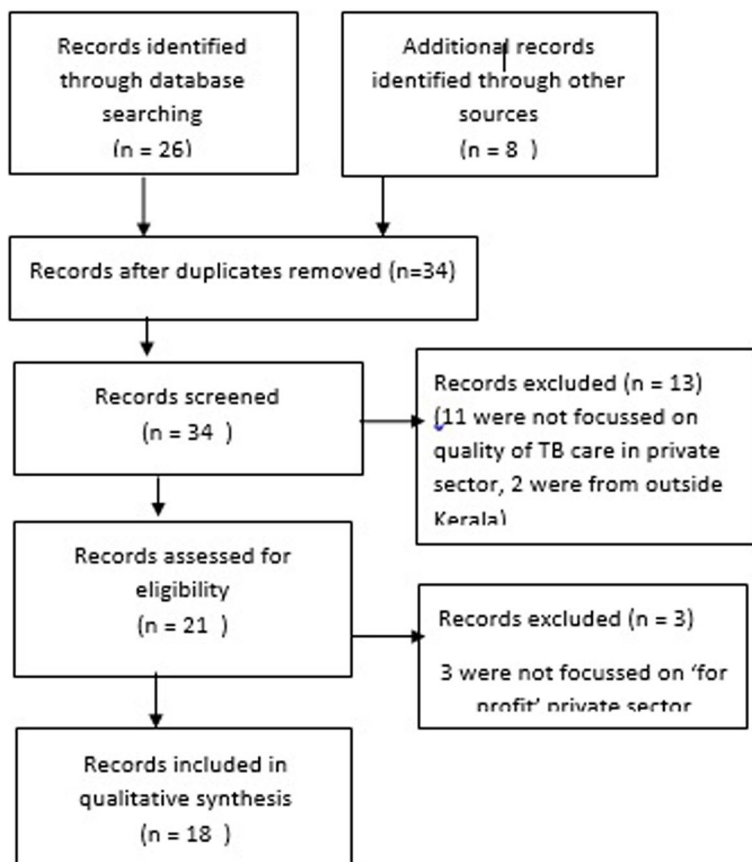 Records identified
through database
searching
(n = 26)
Additional records
identified through other
sources
(n = 8 )
Records after duplicates removed (n=34)
Records screened
(n = 34 )
Records excluded (n = 13)
(11 were not focussed on
quality of TB care in private
sector, 2 were from outside
Kerala)
Records assessed for
eligibility
(n = 21 )
Records excluded (n = 3)
3 were not focussed on ‘for
profit’ private sector
Records included in
qualitative synthesis
(n = 18 )